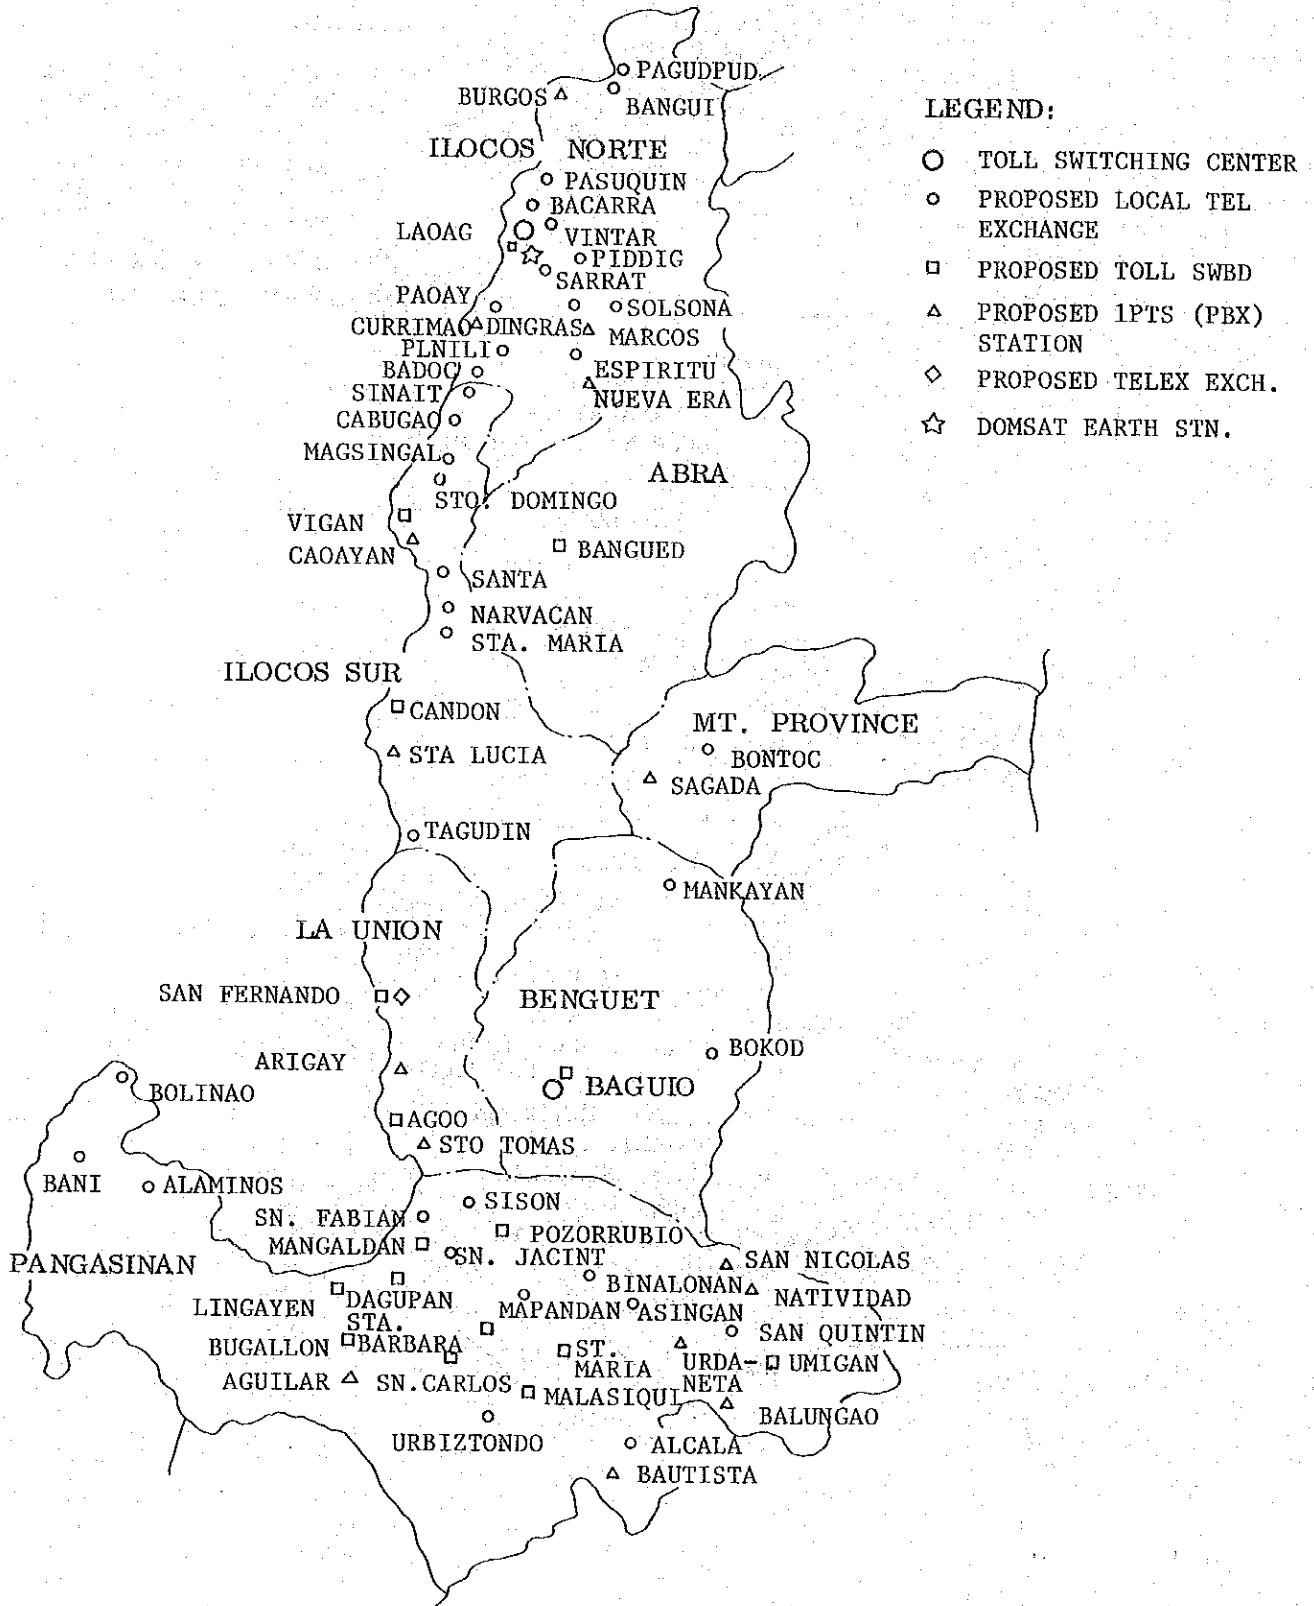 PAGUDPUD
BURGOS
BANGUI
LEGEND:
ILOCOS NORTE
TOLL SWITCHING CENTER
PASUQUIN
PROPOSED LOCAL TEL
EXCHANGE
BACARRA
LAOAG
VINTAR
PIDDIG
PROPOSED TOLL SWBD
SARRAT
PAOAY
SOLSONA
PROPOSED 1PTS (PBX)
STATION
CURRIMAO
DINGRAS
MARCOS
PLNILI
BADOC
ESPIRITU
PROPOSED TELEX EXCH.
SINAIT
NUEVA ERA
CABUGAO
DOMSAT EARTH STN.
MAGSINGAL
ABRA
STO. DOMINGO
VIGAN
CAOAYAN
BANGUED
SANTA
NARVACAN
STA. MARIA
ILOCOS SUR
CANDON
MT. PROVINCE
STA LUCIA
BONTOC
SAGADA
TAGUDIN
MANKAYAN
LA UNION
SAN FERNANDO
BENGUET
ARIGAY
BOKOD
BOLINAO
BAGUIO
AGOO
STO TOMAS
BANI
ALAMINOS
SISON
SN. FABIAN
POZORRUBIO
MANGALDAN
SN. JACINT
PANGASINAN
SAN NICOLAS
BINALONAN
NATIVIDAD
LINGAYEN
DAGUPAN
MAPANDAN
ASINGAN
STA.
BARBARA
SAN QUINTIN
BUGALLON
ST.
MARIA
URDA-
NETA
UMIGAN
AGUILAR
SN.CARLOS
MALASIQUI
BALUNGAO
URBIZTONDO
ALCALA
BAUTISTA